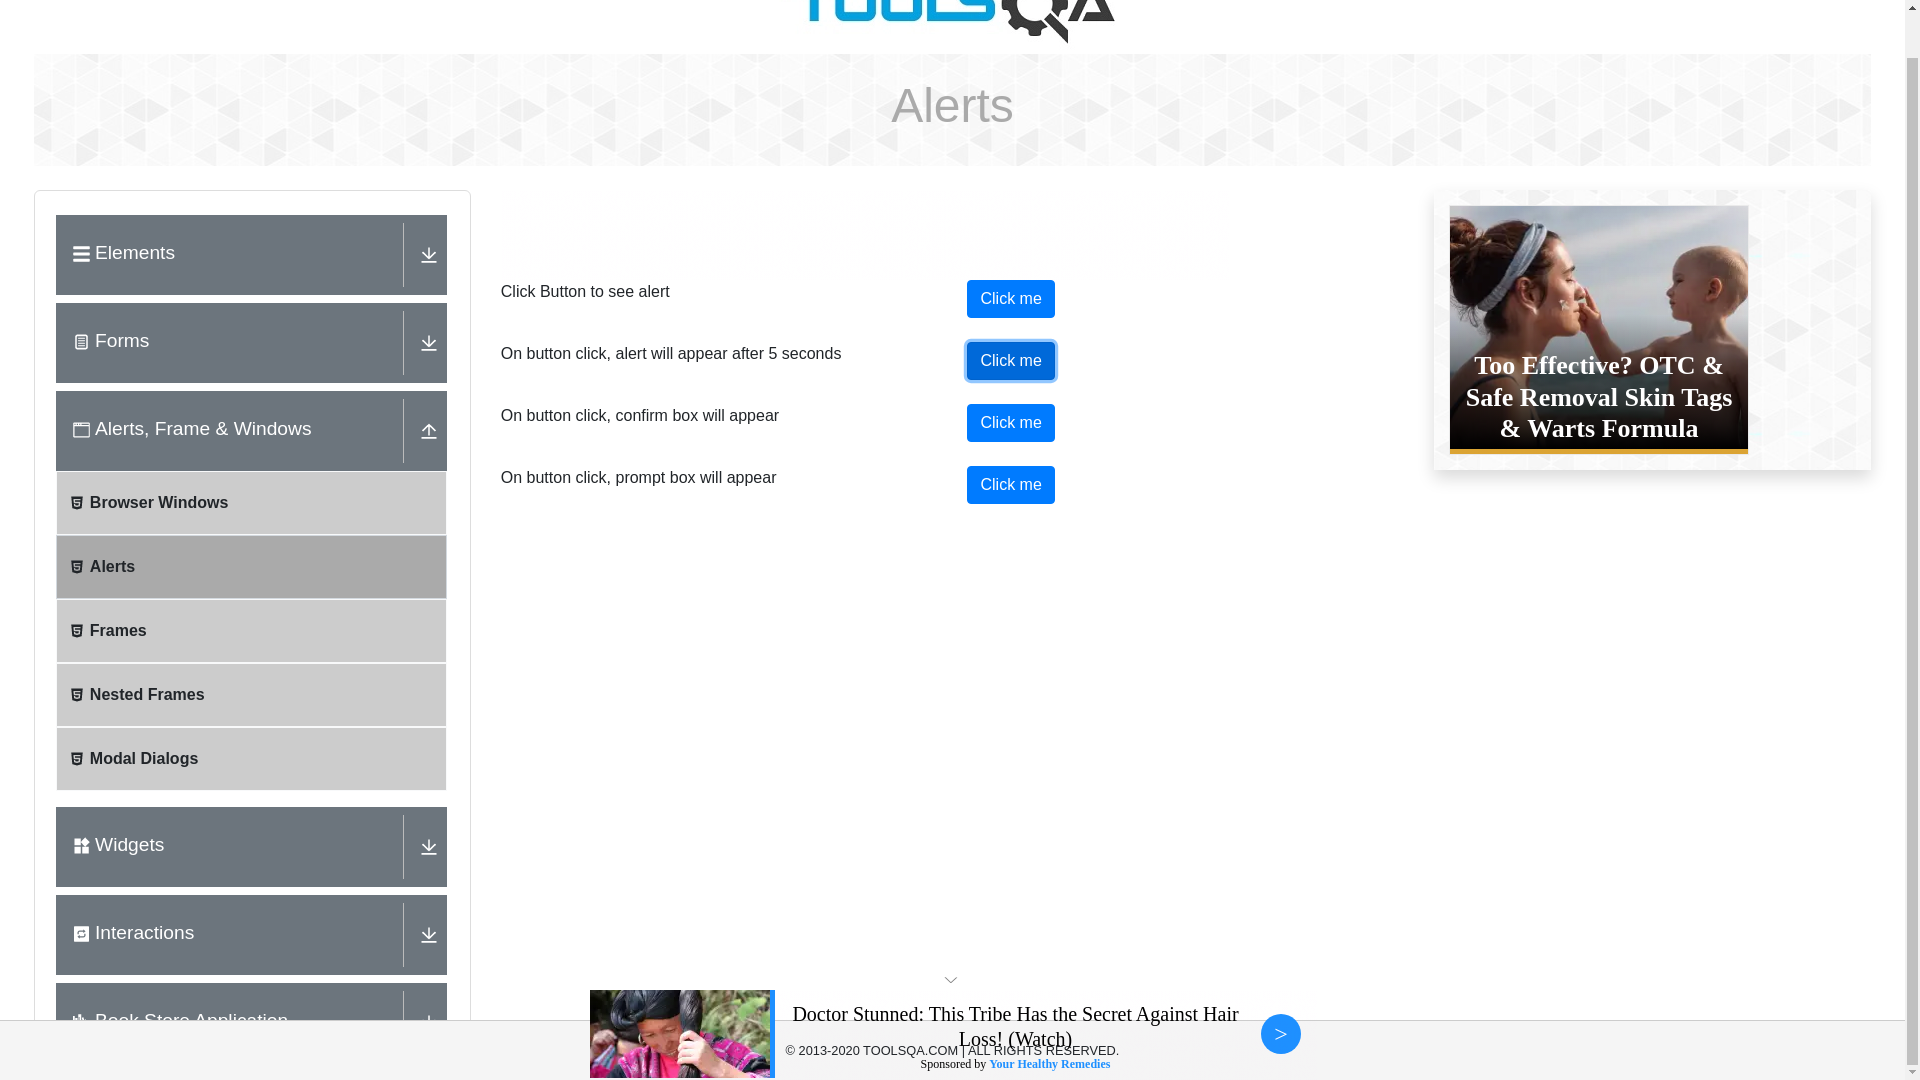 TOOLSQA
Alerts
Elements
Forms
Alerts, Frame & Windows
Browser Windows
Alerts
Frames
Nested Frames
Modal Dialogs
Widgets
Interactions
Book Store Application
Click Button to see alert
Click me
On button click, alert will appear after 5 seconds
Click me
On button click, confirm box will appear
Click me
On button click, prompt box will appear
Click me
Too Effective? OTC &
Safe Removal Skin Tags
& Warts Formula
Doctor Stunned: This Tribe Has the Secret Against Hair
Loss! (Watch)
© 2013-2020 TOOLSQA.COM | ALL RIGHTS RESERVED.
Sponsored by Your Healthy Remedies
>